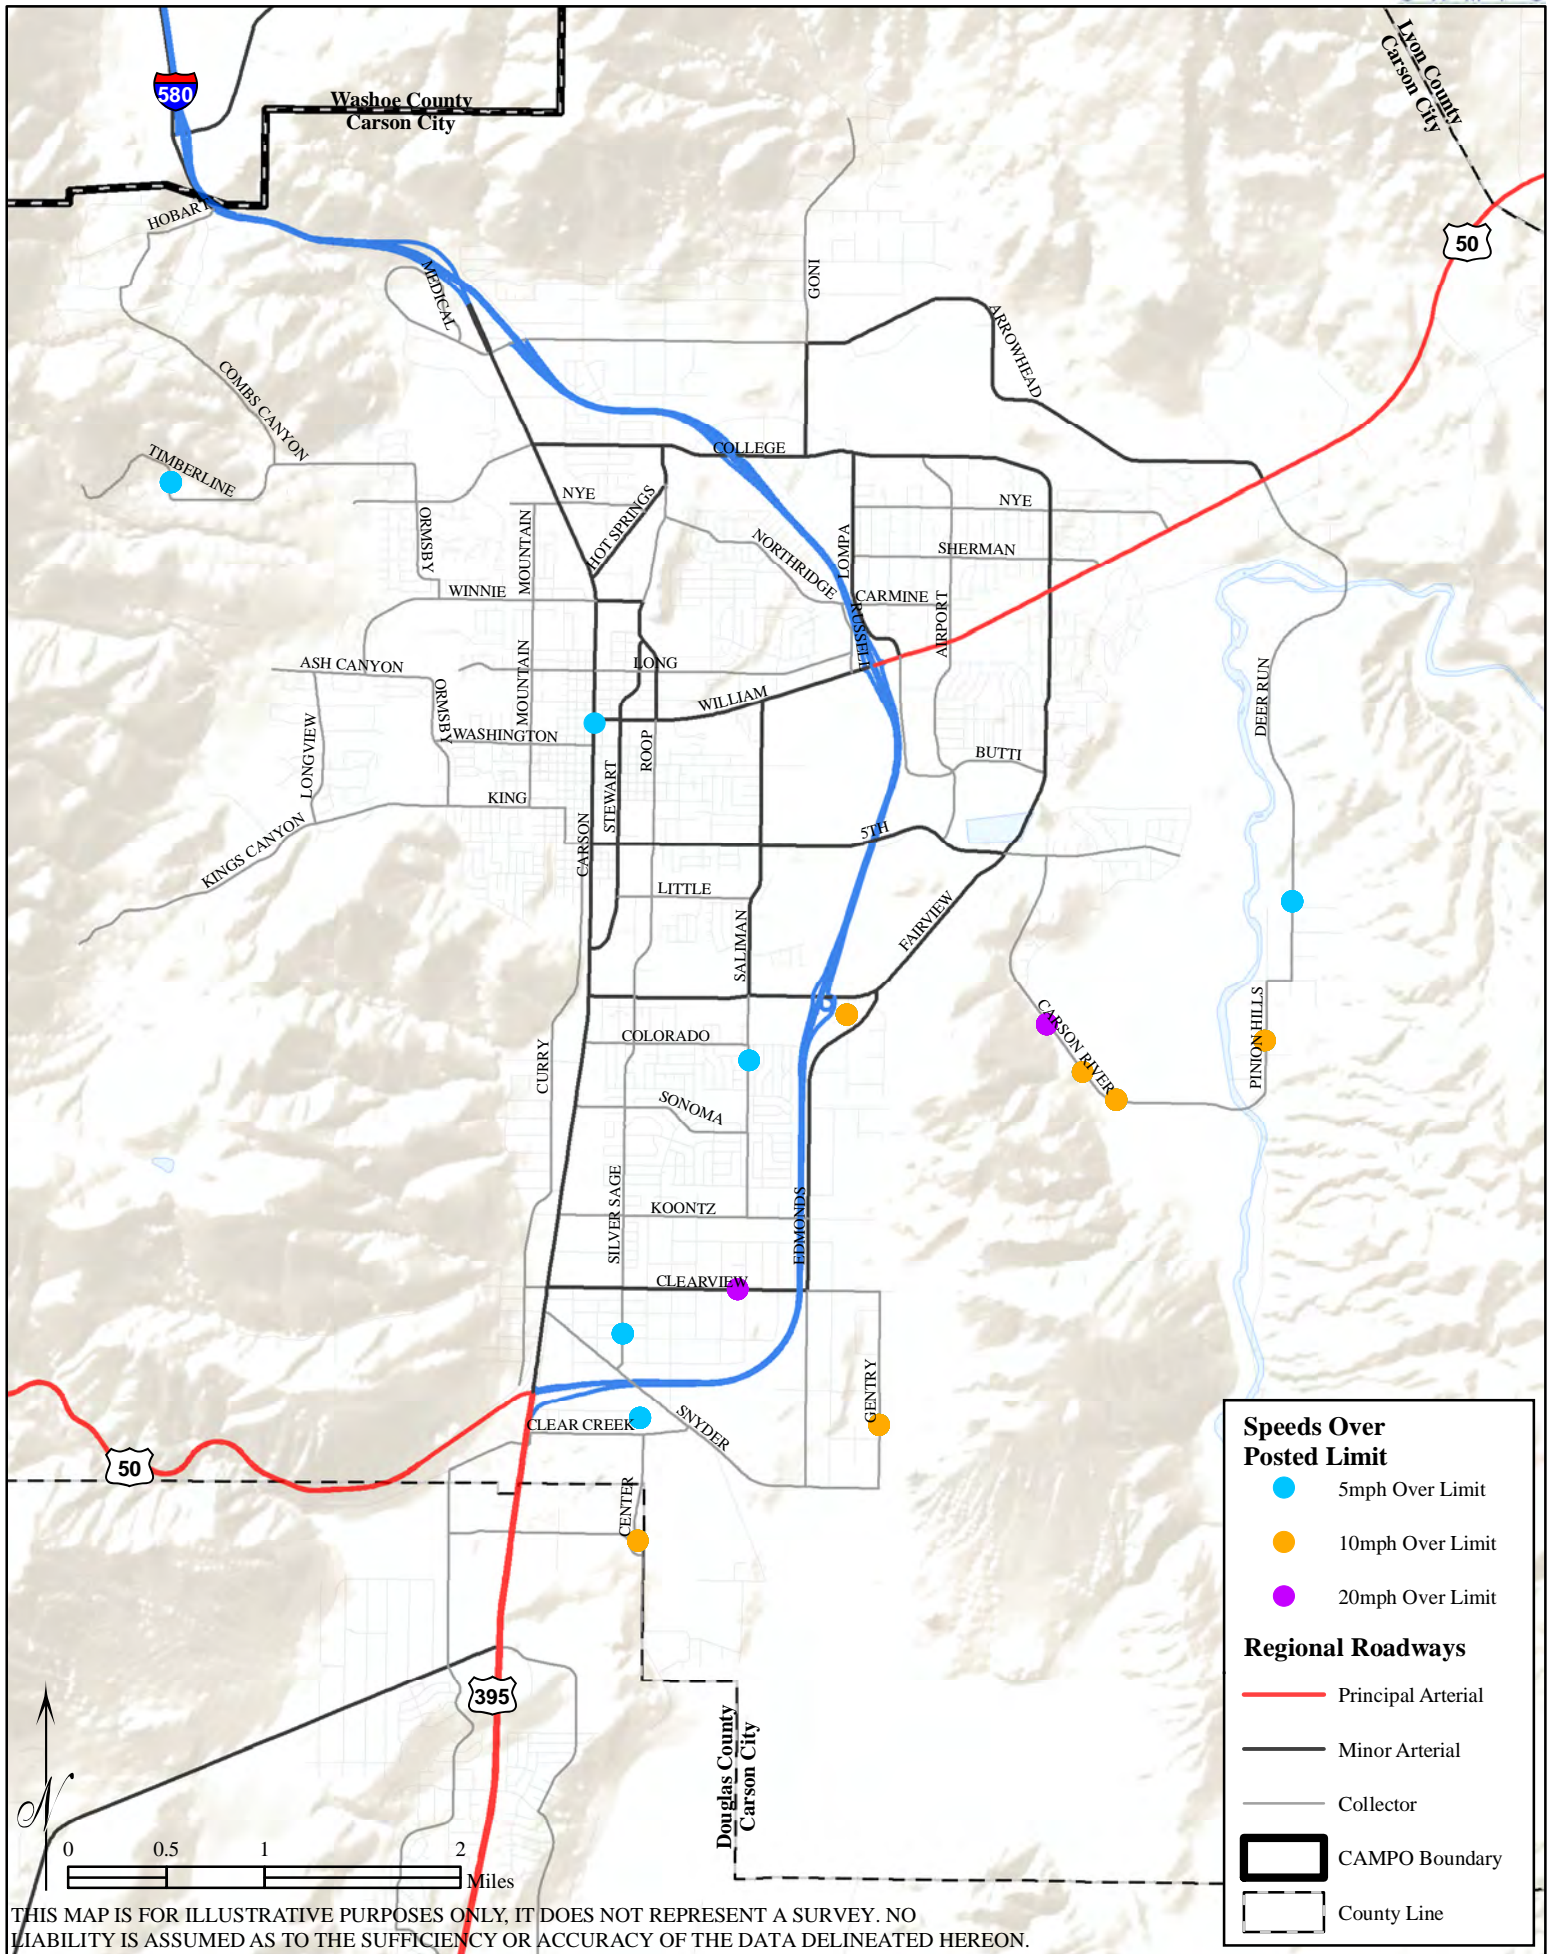 580
Washoe County
Carson City
Lyon County
Carson City
50
HOBART
MEDICAL
GONI
ARROWHEAD
COMBS CANYON
TIMBERLINE
COLLEGE
NYE
HOT SPRINGS
NYE
ORMSBY
MOUNTAIN
NORTHRIDGE
LOMPA
SHERMAN
WINNIE
CARMINE
RUSSELL
AIRPORT
ASH CANYON
MOUNTAIN
LONG
DEER RUN
ORMSBY
WILLIAM
LONGVIEW
WASHINGTON
ROOP
BUTTI
STEWART
KING
KINGS CANYON
CARSON
5TH
LITTLE
SALIMAN
FAIRVIEW
CARSON RIVER
PINION HILLS
COLORADO
CURRY
SONOMA
SILVER SAGE
KOONTZ
EDMONDS
CLEARVIEW
GENTRY
CLEAR CREEK
SNYDER
50
CENTER
395
Douglas County
Carson City
Speeds Over
Posted Limit
5mph Over Limit
10mph Over Limit
20mph Over Limit
Regional Roadways
Principal Arterial
Minor Arterial
Collector
CAMPO Boundary
County Line
N
0 0.5 1 2
Miles
THIS MAP IS FOR ILLUSTRATIVE PURPOSES ONLY, IT DOES NOT REPRESENT A SURVEY. NO
LIABILITY IS ASSUMED AS TO THE SUFFICIENCY OR ACCURACY OF THE DATA DELINEATED HEREON.